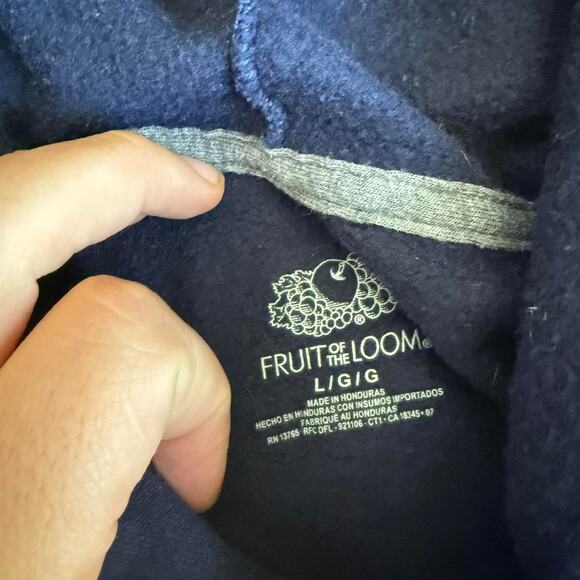 ®
FRUIT OF THE LOOM®
L/G/G
MADE IN HONDURAS
HECHO EN HONDURAS CON INSUMOS IMPORTADOS
FABRIQUÉ AU HONDURAS
RN 13765 RFC DFL - 921106 - CT1 - CA 18345 - 07